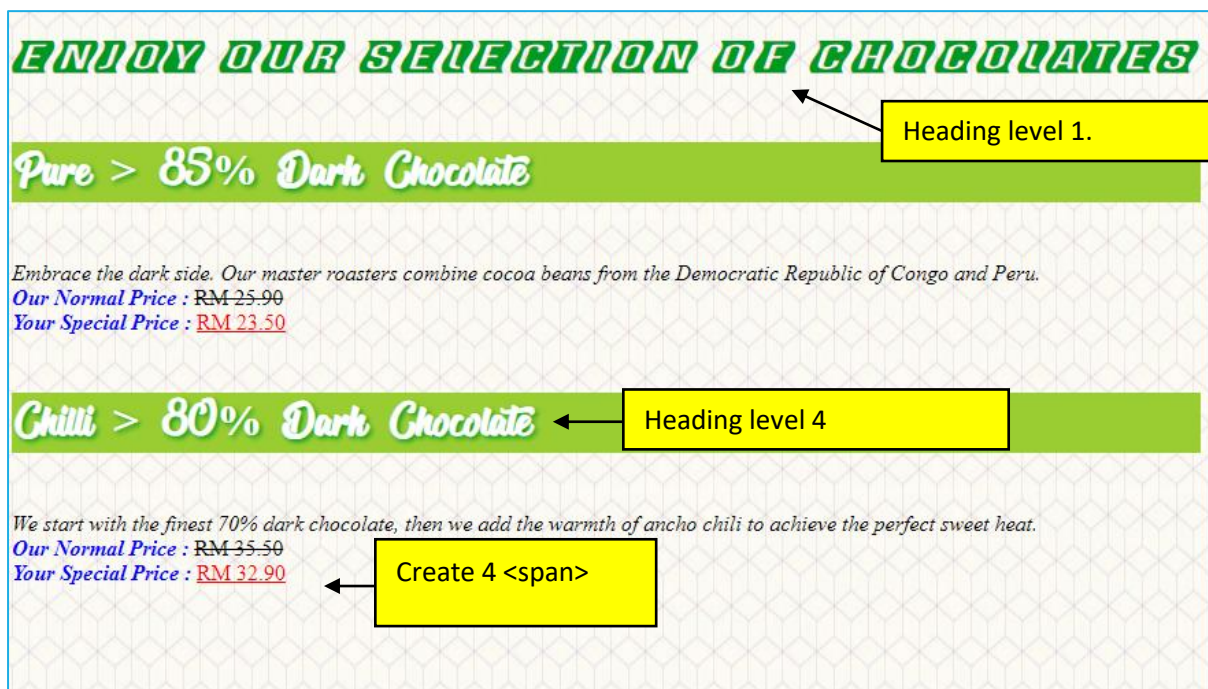 ENJOY OUR SELECTION OF CHOCOLATES
Heading level 1.
Pure > 85% Dark Chocolate
Embrace the dark side. Our master roasters combine cocoa beans from the Democratic Republic of Congo and Peru.
Our Normal Price : RM 25.90
Your Special Price : RM 23.50
Chilli > 80% Dark Chocolate
Heading level 4
We start with the finest 70% dark chocolate, then we add the warmth of ancho chili to achieve the perfect sweet heat.
Our Normal Price : RM 35.50
Your Special Price : RM 32.90
Create 4 <span>